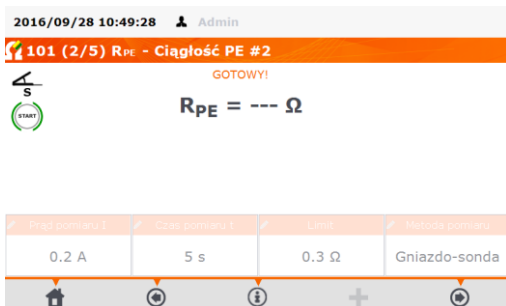 2016/09/28 10:49:28 Admin
101 (2/5) RPE - Ciągłość PE #2
GOTOWY!
S
START
RPE = --- Ω
Prąd pomiaru I Czas pomiaru t Limit Metoda pomiaru
0.2 A 5 s 0.3 Ω Gniazdo-sonda